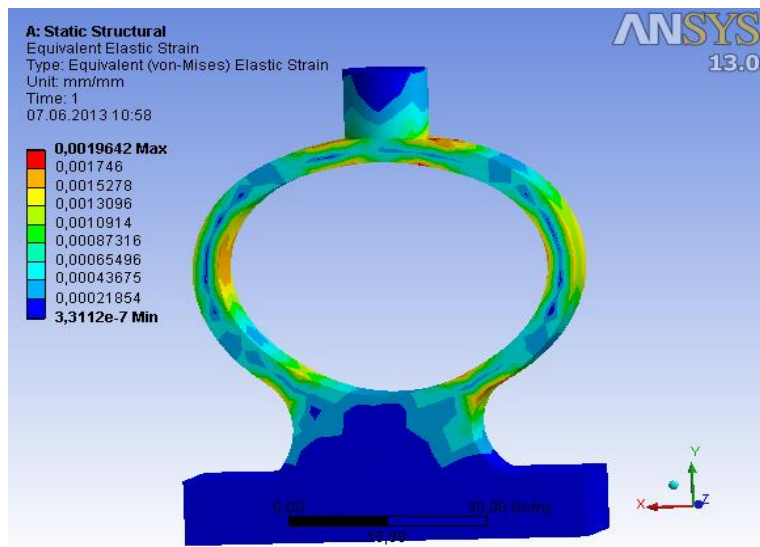 A: Static Structural
Equivalent Elastic Strain
Type: Equivalent (von-Mises) Elastic Strain
Unit: mm/mm
Time: 1
07.06.2013 10:58
0,0019642 Max
0,001746
0,0015278
0,0013096
0,0010914
0,00087316
0,00065496
0,00043675
0,00021854
3,3112e-7 Min
ANSYS
13.0
Y
X
Z
0,00
(mm)